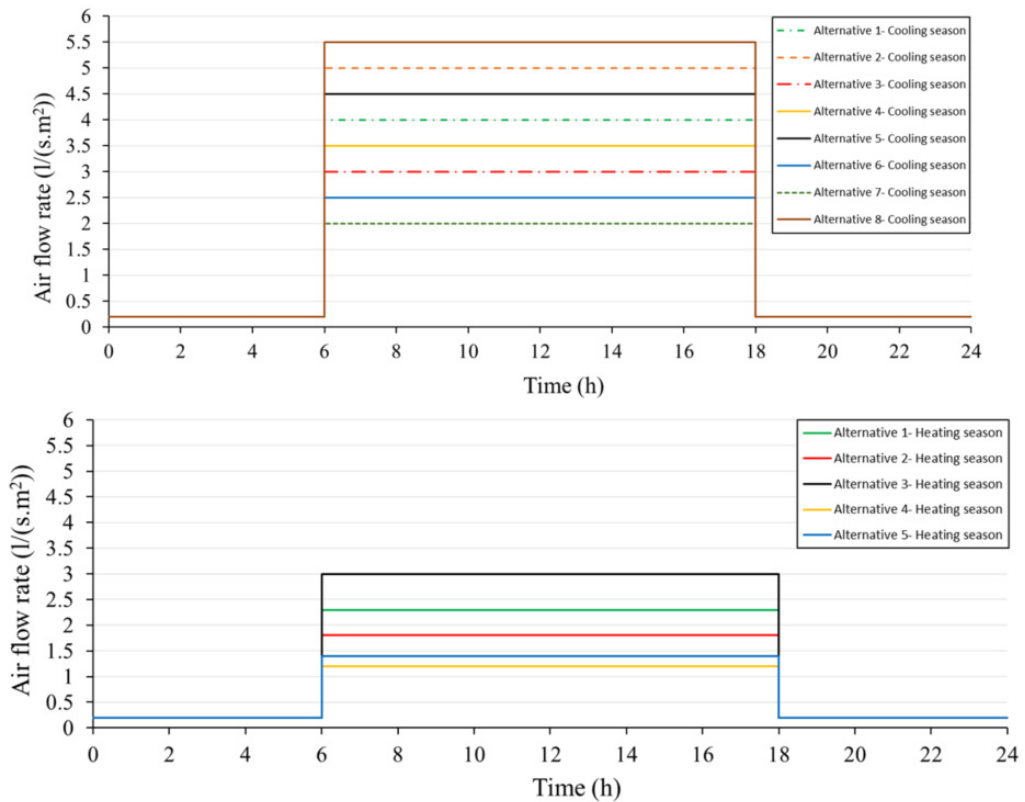 6
5.5
5
4.5
4
3.5
3
2.5
2
1.5
1
0.5
0
Air flow rate (l/(s.m²))
0 2 4 6 8 10 12 14 16 18 20 22 24
Time (h)
Alternative 1- Cooling season
Alternative 2- Cooling season
Alternative 3- Cooling season
Alternative 4- Cooling season
Alternative 5- Cooling season
Alternative 6- Cooling season
Alternative 7- Cooling season
Alternative 8- Cooling season
6
5.5
5
4.5
4
3.5
3
2.5
2
1.5
1
0.5
0
Air flow rate (l/(s.m²))
0 2 4 6 8 10 12 14 16 18 20 22 24
Time (h)
Alternative 1- Heating season
Alternative 2- Heating season
Alternative 3- Heating season
Alternative 4- Heating season
Alternative 5- Heating season